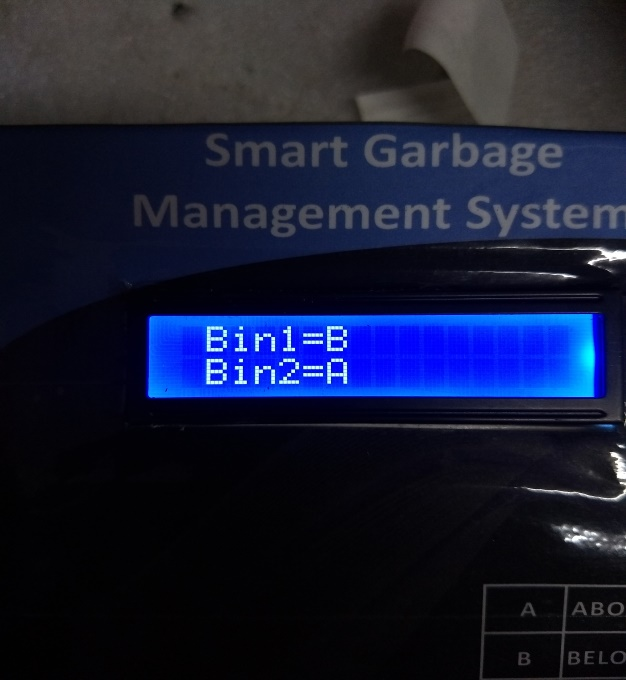 Smart Garbage
Management System
Bin1=B
Bin2=A
A ABO
B BELO